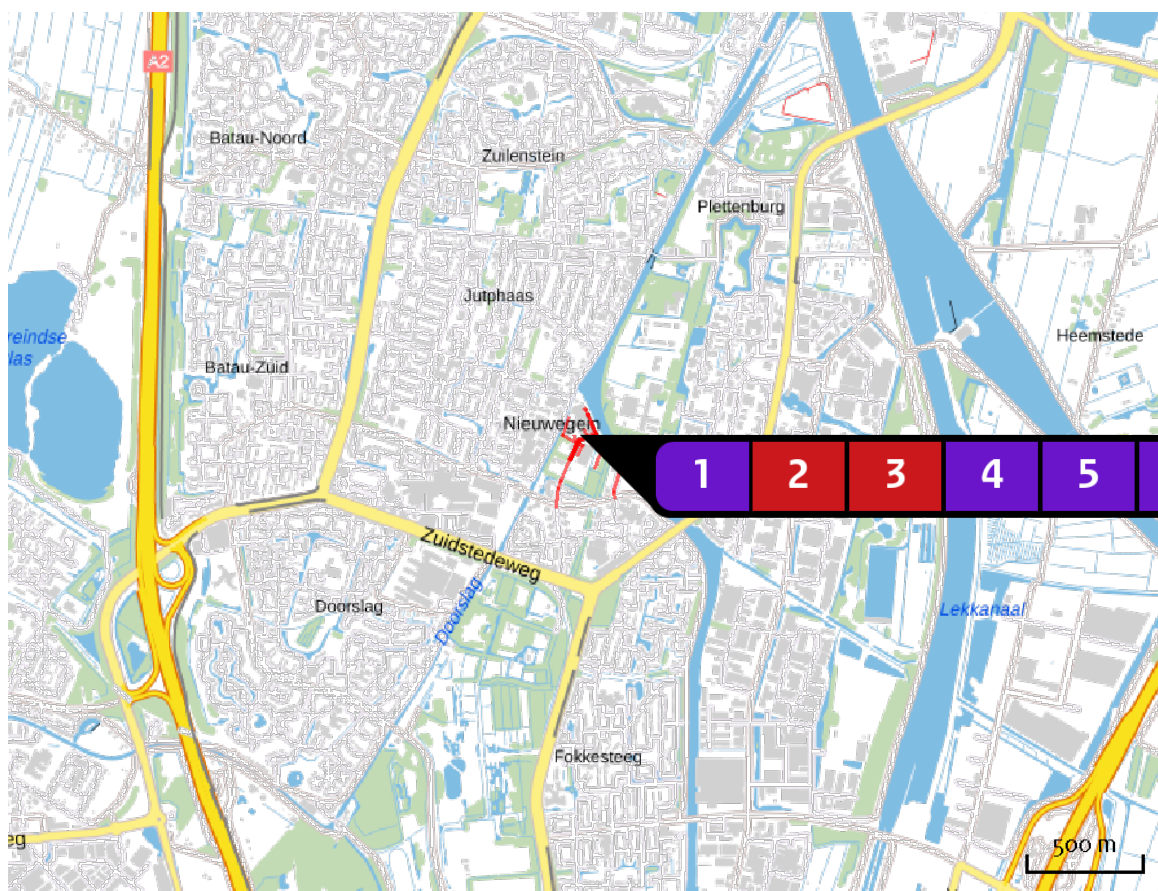 A2
Batau-Noord
Zuilenstein
Plettenburg
Jutphaas
reindse
las
Heemstede
Batau-Zuid
Nieuwegein
1 2 3 4 5
Zuidstedeweg
Doorslag
Doorslag
Lekkanaal
Fokkesteeg
eg
500 m